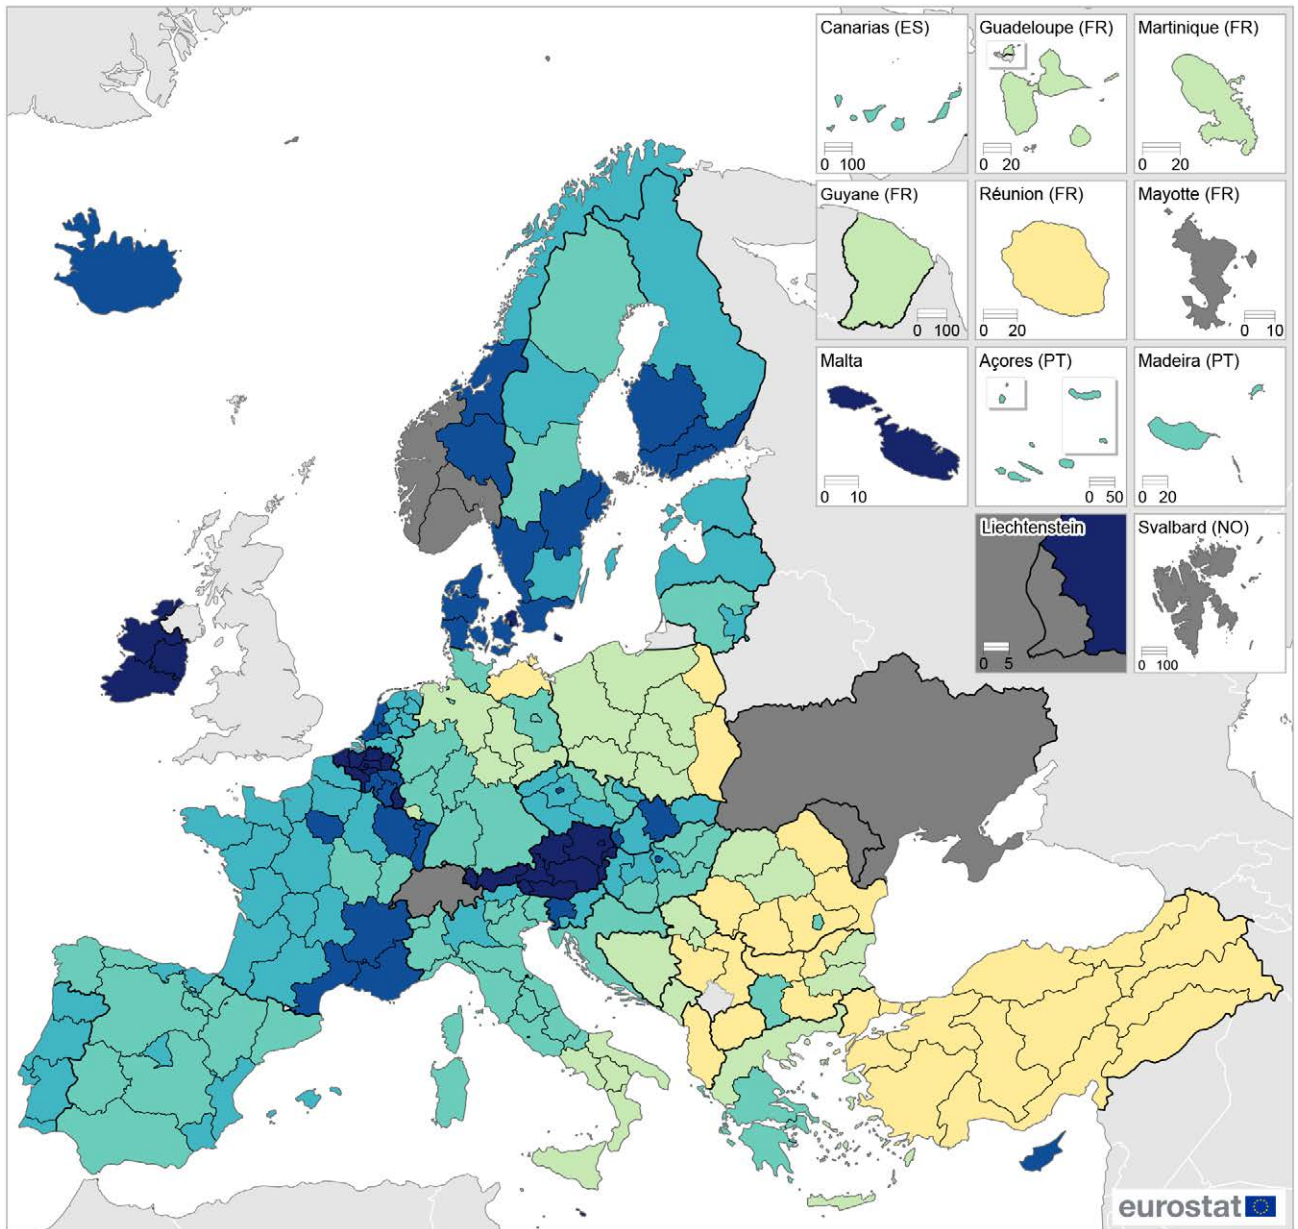 Canarias (ES)
0 100
Guadeloupe (FR)
0 20
Martinique (FR)
0 20
Guyane (FR)
0 100
Réunion (FR)
0 20
Mayotte (FR)
0 10
Malta
0 10
Açores (PT)
0 50
Madeira (PT)
0 20
Liechtenstein
0 5
Svalbard (NO)
0 100
eurostat